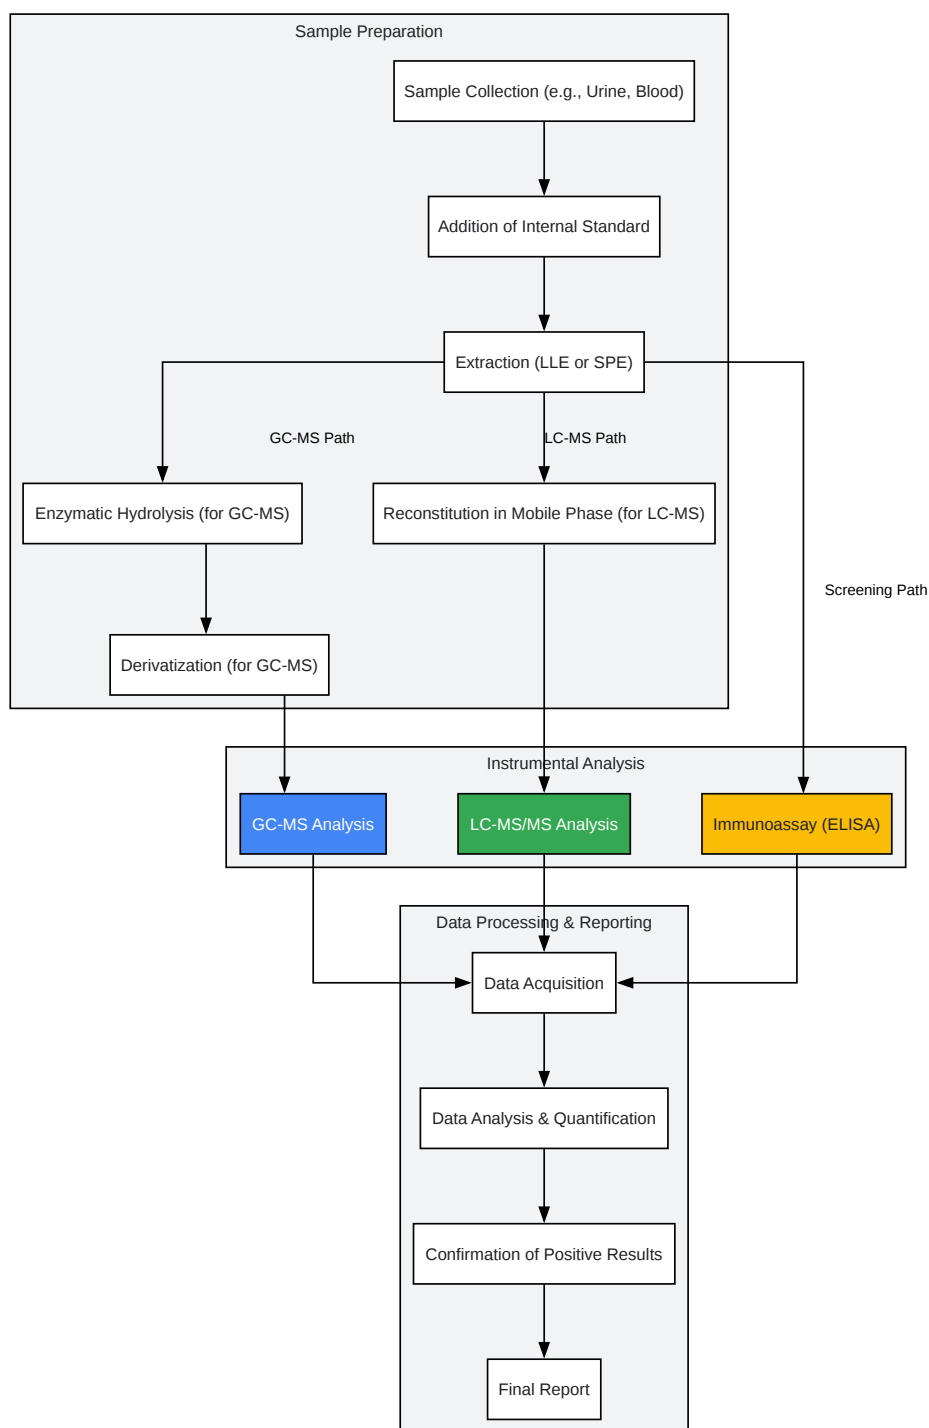 Sample Preparation
Sample Collection (e.g., Urine, Blood)
Addition of Internal Standard
Extraction (LLE or SPE)
GC-MS Path
LC-MS Path
Enzymatic Hydrolysis (for GC-MS)
Reconstitution in Mobile Phase (for LC-MS)
Screening Path
Derivatization (for GC-MS)
Instrumental Analysis
GC-MS Analysis
LC-MS/MS Analysis
Immunoassay (ELISA)
Data Processing & Reporting
Data Acquisition
Data Analysis & Quantification
Confirmation of Positive Results
Final Report